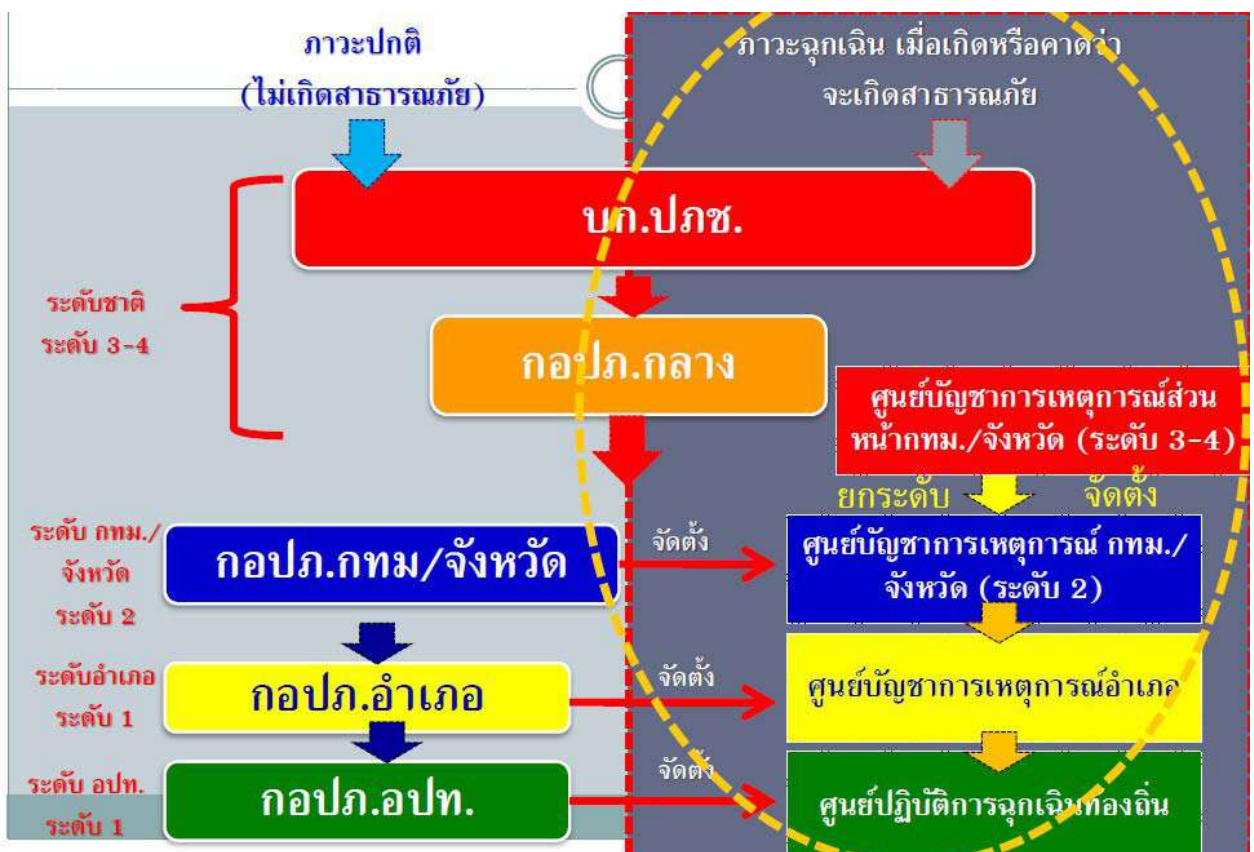 ภาวะปกติ
(ไม่เกิดสาธารณภัย)
ภาวะฉุกเฉิน เมื่อเกิดหรือคาดว่า
จะเกิดสาธารณภัย
บก.ปภช.
ระดับชาติ
ระดับ 3-4
กอปภ.กลาง
ศูนย์บัญชาการเหตุการณ์ส่วน
หน้ากทม./จังหวัด (ระดับ 3-4)
ยกระดับ
จัดตั้ง
ระดับ กทม./
จังหวัด
ระดับ 2
กอปภ.กทม/จังหวัด
จัดตั้ง
ศูนย์บัญชาการเหตุการณ์ กทม./
จังหวัด (ระดับ 2)
ระดับอำเภอ
ระดับ 1
กอปภ.อำเภอ
จัดตั้ง
ศูนย์บัญชาการเหตุการณ์อำเภอ
ระดับ อปท.
ระดับ 1
กอปภ.อปท.
จัดตั้ง
ศูนย์ปฏิบัติการฉุกเฉินท้องถิ่น